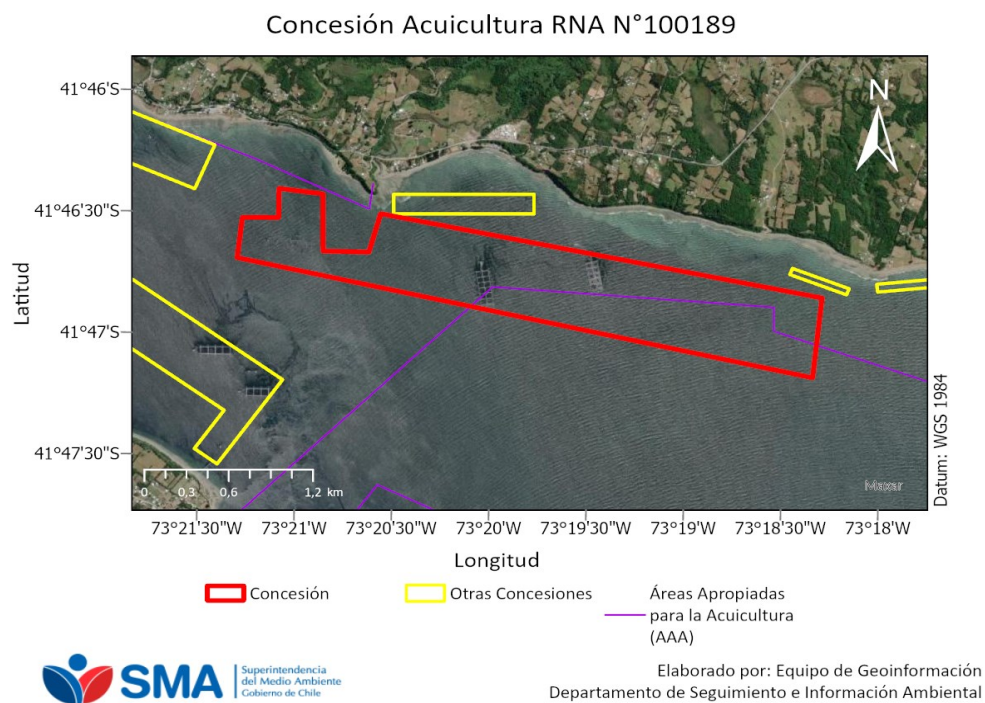 Concesión Acuicultura RNA N°100189
N
41°46'S
41°46'30"S
41°47'S
41°47'30"S
Latitud
0 0,3 0,6 1,2 km
Maxar
Datum: WGS 1984
73°21'30"W 73°21'W 73°20'30"W 73°20'W 73°19'30"W 73°19'W 73°18'30"W 73°18'W
Longitud
Concesión
Otras Concesiones
Áreas Apropiadas
para la Acuicultura
(AAA)
SMA
Superintendencia
del Medio Ambiente
Gobierno de Chile
Elaborado por: Equipo de Geoinformación
Departamento de Seguimiento e Información Ambiental